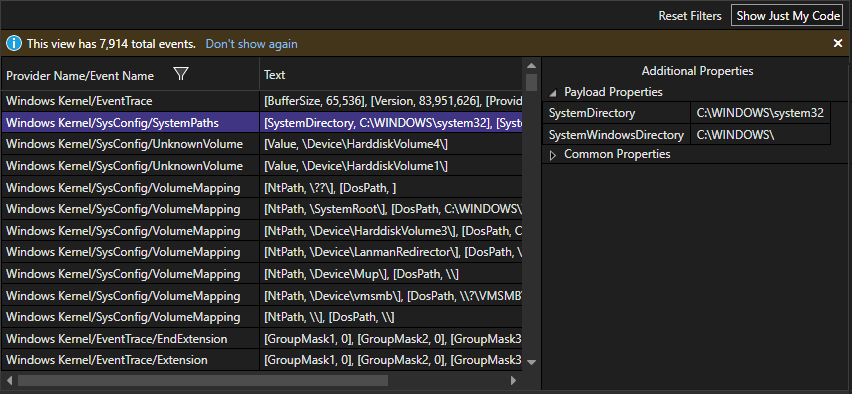 Reset Filters Show Just My Code
This view has 7,914 total events. Don't show again
Provider Name/Event Name Text
Windows Kernel/EventTrace [BufferSize, 65,536], [Version, 83,951,626], [Provid
Windows Kernel/SysConfig/SystemPaths [SystemDirectory, C:\WINDOWS\system32], [Syste
Windows Kernel/SysConfig/UnknownVolume [Value, \Device\HarddiskVolume4\]
Windows Kernel/SysConfig/UnknownVolume [Value, \Device\HarddiskVolume1\]
Windows Kernel/SysConfig/VolumeMapping [NtPath, \??\], [DosPath, ]
Windows Kernel/SysConfig/VolumeMapping [NtPath, \SystemRoot\], [DosPath, C:\WINDOWS\
Windows Kernel/SysConfig/VolumeMapping [NtPath, \Device\HarddiskVolume3\], [DosPath, C
Windows Kernel/SysConfig/VolumeMapping [NtPath, \Device\LanmanRedirector\], [DosPath, \
Windows Kernel/SysConfig/VolumeMapping [NtPath, \Device\Mup\], [DosPath, \\]
Windows Kernel/SysConfig/VolumeMapping [NtPath, \Device\vmsmb\], [DosPath, \\?\VMSMB\
Windows Kernel/SysConfig/VolumeMapping [NtPath, \\], [DosPath, \\]
Windows Kernel/EventTrace/EndExtension [GroupMask1, 0], [GroupMask2, 0], [GroupMask3
Windows Kernel/EventTrace/Extension [GroupMask1, 0], [GroupMask2, 0], [GroupMask3
Additional Properties
Payload Properties
SystemDirectory C:\WINDOWS\system32
SystemWindowsDirectory C:\WINDOWS\
Common Properties